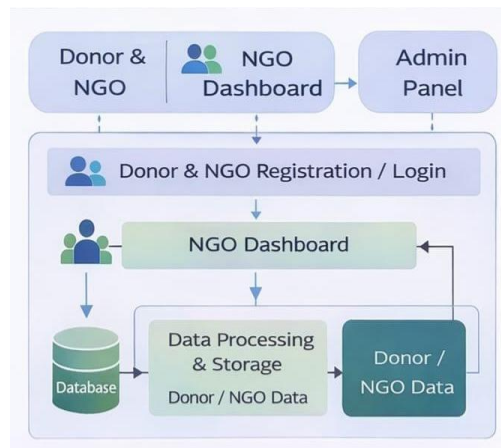 Donor &
NGO
NGO
Dashboard
Admin
Panel
Donor & NGO Registration / Login
NGO Dashboard
Database
Data Processing
& Storage
Donor / NGO Data
Donor /
NGO Data